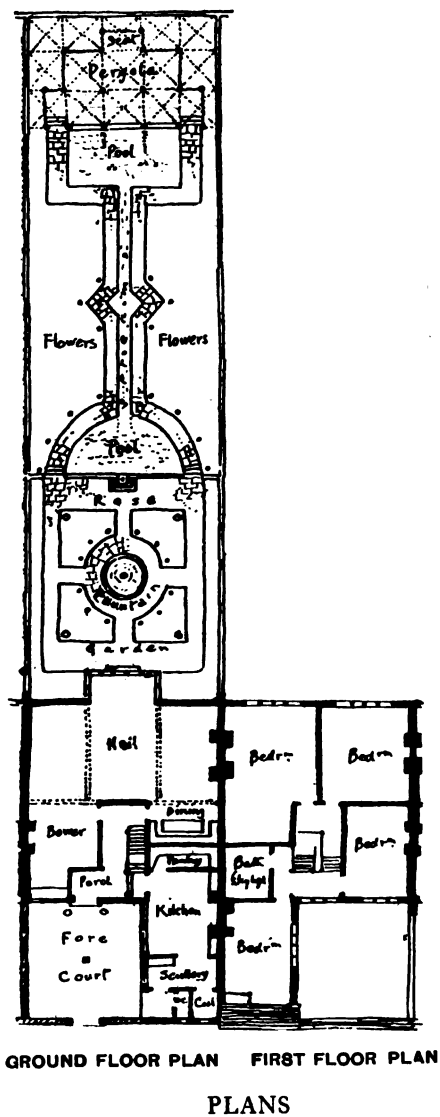 Seat
Pergola
Pool
Flowers Flowers
Pool
Rose
Fountain
Garden
Hall
Bedrm Bedrm
Dining
Bower
Bedrm
Pantry
Bath
Porch
Kitchen
Fore
Court
Bedrm
Scullery
WC Coal
GROUND FLOOR PLAN FIRST FLOOR PLAN
PLANS